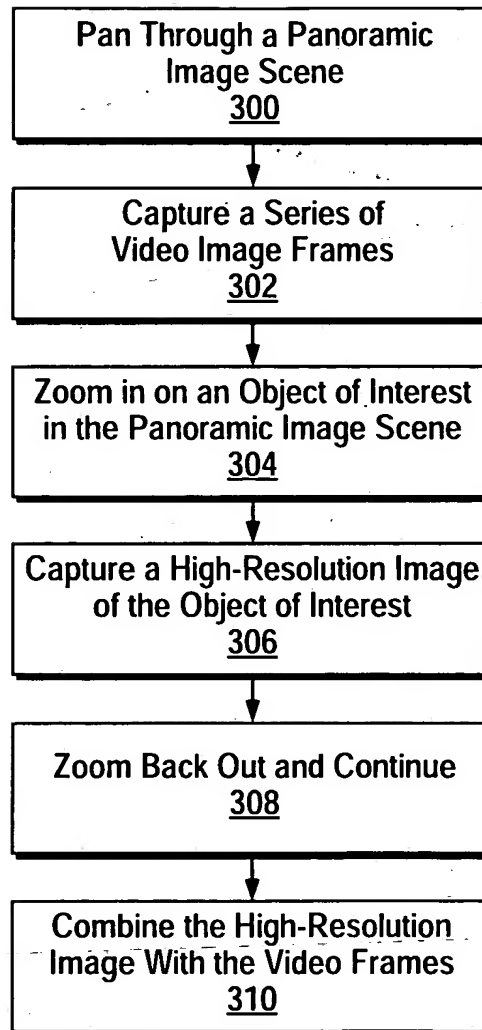 Pan Through a Panoramic
Image Scene
300
Capture a Series of
Video Image Frames
302
Zoom in on an Object of Interest
in the Panoramic Image Scene
304
Capture a High-Resolution Image
of the Object of Interest
306
Zoom Back Out and Continue
308
Combine the High-Resolution
Image With the Video Frames
310